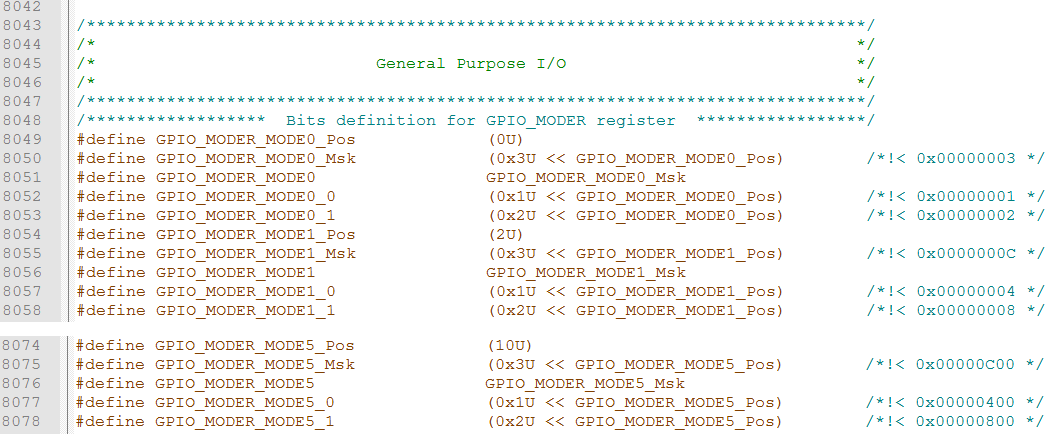 8042
8043 /******************************************************************************/
8044 /*                                                                            */
8045 /*                            General Purpose I/O                             */
8046 /*                                                                            */
8047 /******************************************************************************/
8048 /******************  Bits definition for GPIO_MODER register  *****************/
8049 #define GPIO_MODER_MODE0_Pos             (0U)
8050 #define GPIO_MODER_MODE0_Msk             (0x3U << GPIO_MODER_MODE0_Pos)        /*!< 0x00000003 */
8051 #define GPIO_MODER_MODE0                 GPIO_MODER_MODE0_Msk
8052 #define GPIO_MODER_MODE0_0               (0x1U << GPIO_MODER_MODE0_Pos)        /*!< 0x00000001 */
8053 #define GPIO_MODER_MODE0_1               (0x2U << GPIO_MODER_MODE0_Pos)        /*!< 0x00000002 */
8054 #define GPIO_MODER_MODE1_Pos             (2U)
8055 #define GPIO_MODER_MODE1_Msk             (0x3U << GPIO_MODER_MODE1_Pos)        /*!< 0x0000000C */
8056 #define GPIO_MODER_MODE1                 GPIO_MODER_MODE1_Msk
8057 #define GPIO_MODER_MODE1_0               (0x1U << GPIO_MODER_MODE1_Pos)        /*!< 0x00000004 */
8058 #define GPIO_MODER_MODE1_1               (0x2U << GPIO_MODER_MODE1_Pos)        /*!< 0x00000008 */
8074 #define GPIO_MODER_MODE5_Pos             (10U)
8075 #define GPIO_MODER_MODE5_Msk             (0x3U << GPIO_MODER_MODE5_Pos)        /*!< 0x00000C00 */
8076 #define GPIO_MODER_MODE5                 GPIO_MODER_MODE5_Msk
8077 #define GPIO_MODER_MODE5_0               (0x1U << GPIO_MODER_MODE5_Pos)        /*!< 0x00000400 */
8078 #define GPIO_MODER_MODE5_1               (0x2U << GPIO_MODER_MODE5_Pos)        /*!< 0x00000800 */